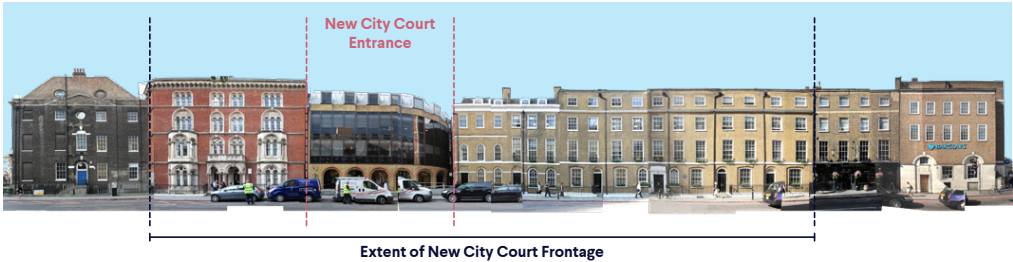 New City Court
Entrance
BARCLAYS
Extent of New City Court Frontage